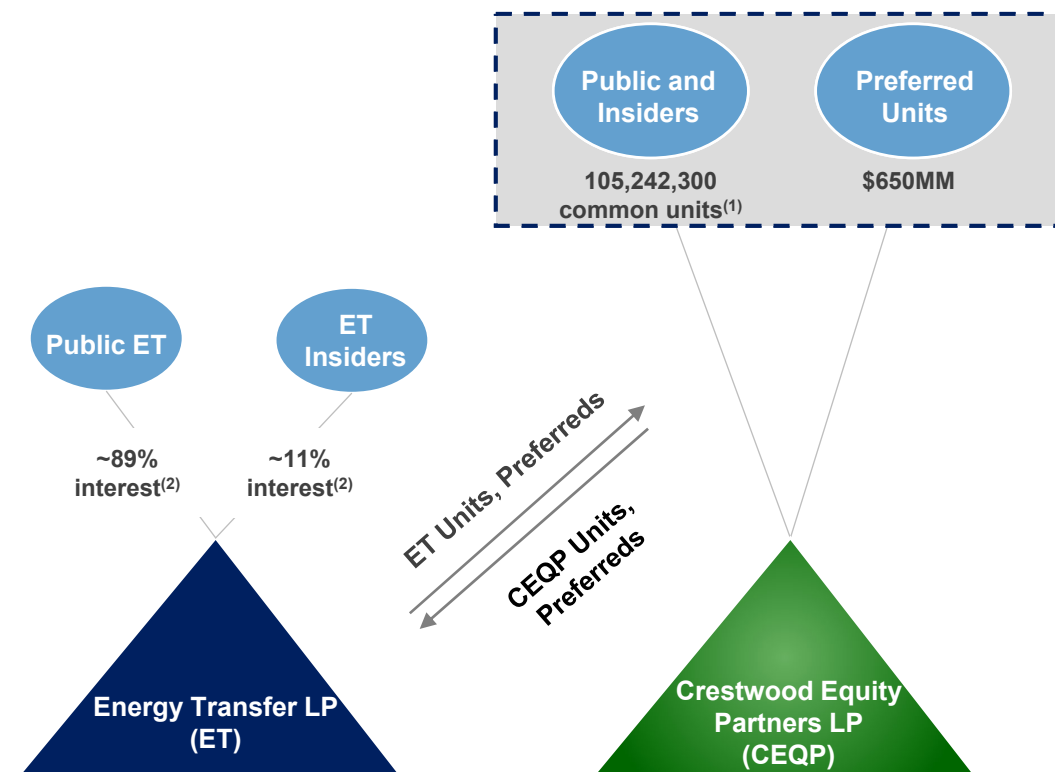 Public and
Insiders
Preferred
Units
105,242,300
common units(1)
$650MM
Public ET
ET
Insiders
~89%
interest(2)
~11%
interest(2)
ET Units, Preferreds
CEQP Units,
Preferreds
Energy Transfer LP
(ET)
Crestwood Equity
Partners LP
(CEQP)